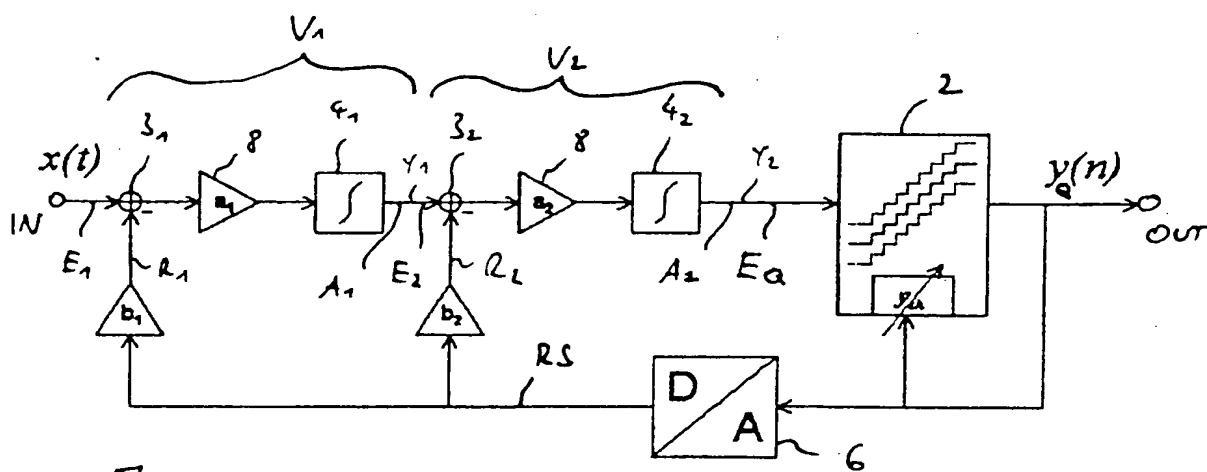 V1
V2
x(t)
31
8
41
32
8
42
2
IN
E1
a1
Y1
A1
E2
a2
Y2
A2
EQ
yQ(n)
OUT
R1
R2
b1
b2
RS
D
A
6